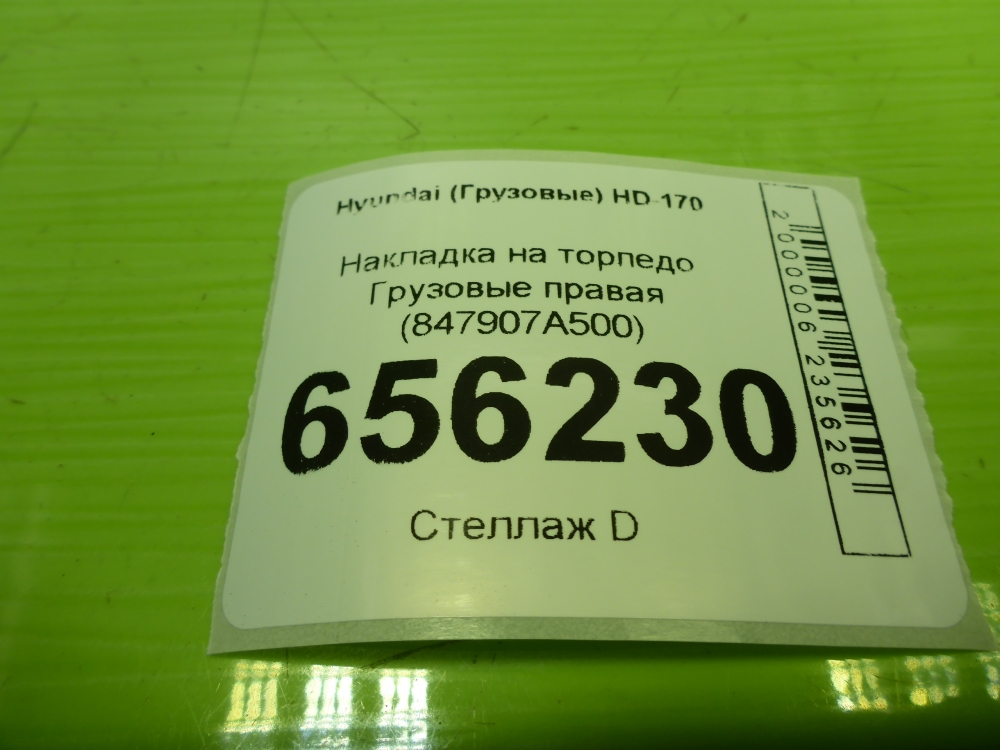 Hyundai (Грузовые) HD-170
Накладка на торпедо
Грузовые правая
(847907A500)
656230
Стеллаж D
2000006235626